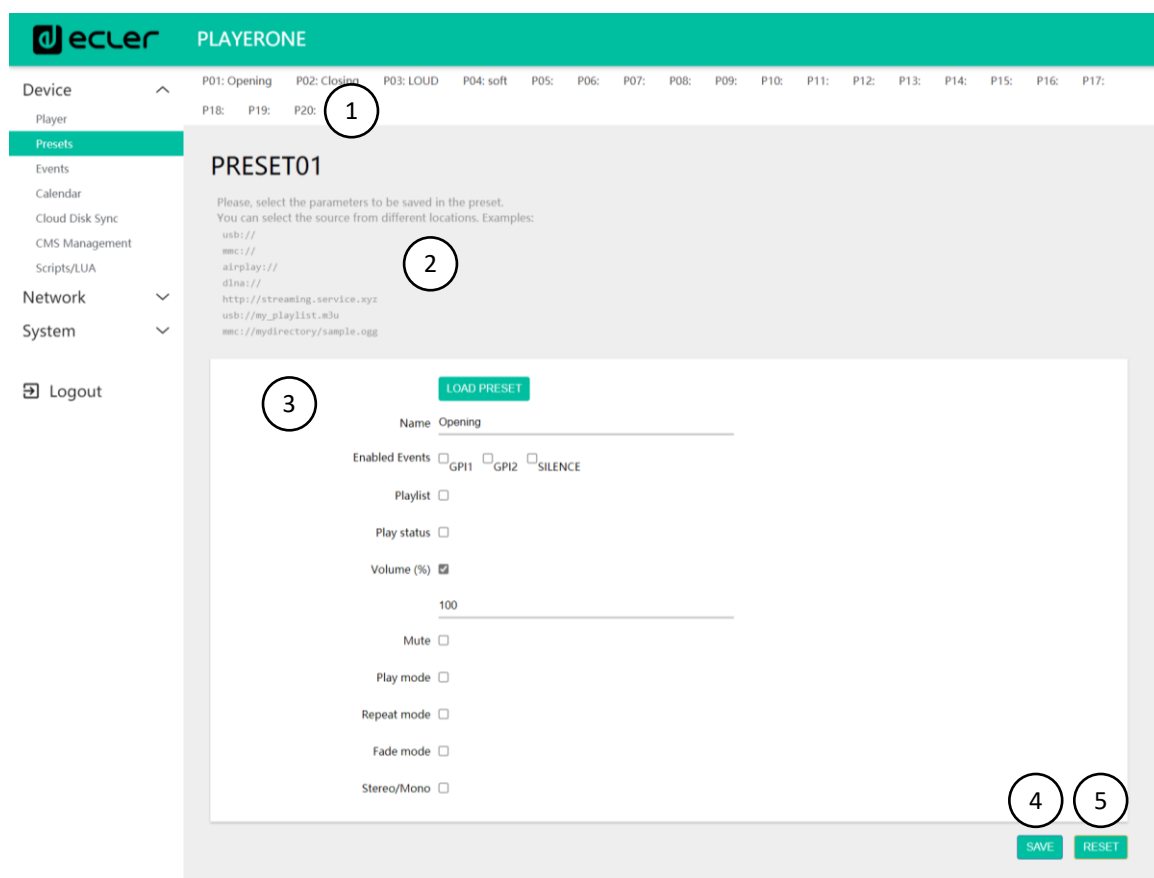 ecler PLAYERONE
Device
Player
Presets
Events
Calendar
Cloud Disk Sync
CMS Management
Scripts/LUA
Network
System
Logout
P01: Opening P02: Closing P03: LOUD P04: soft P05: P06: P07: P08: P09: P10: P11: P12: P13: P14: P15: P16: P17:
P18: P19: P20: 1
PRESET01
Please, select the parameters to be saved in the preset.
You can select the source from different locations. Examples:
usb://
mmc://
airplay://
dlna://
http://streaming.service.xyz
usb://my_playlist.m3u
mmc://mydirectory/sample.ogg
2
3
LOAD PRESET
Name Opening
Enabled Events GPI1 GPI2 SILENCE
Playlist
Play status
Volume (%)
100
Mute
Play mode
Repeat mode
Fade mode
Stereo/Mono
4 5
SAVE RESET